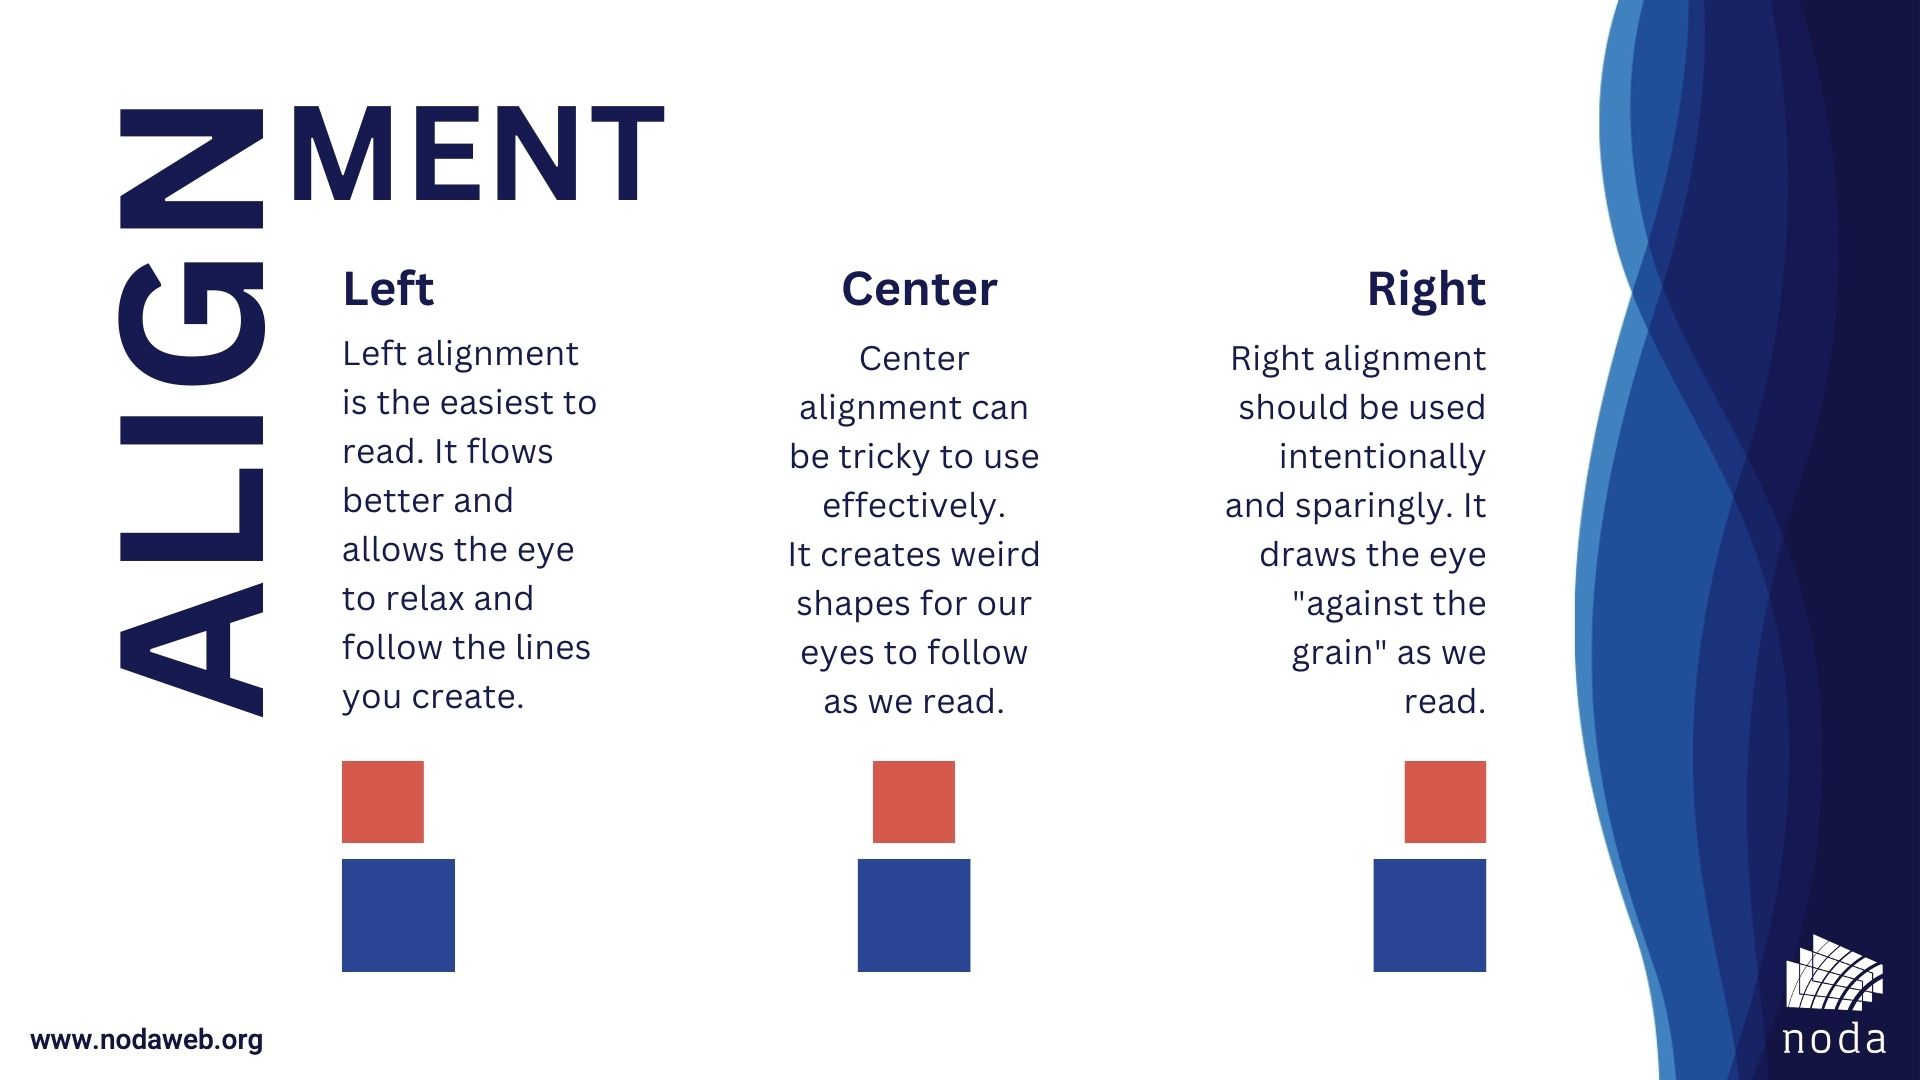 ALIGN
MENT
Left
Left alignment
is the easiest to
read. It flows
better and
allows the eye
to relax and
follow the lines
you create.
Center
Center
alignment can
be tricky to use
effectively.
It creates weird
shapes for our
eyes to follow
as we read.
Right
Right alignment
should be used
intentionally
and sparingly. It
draws the eye
"against the
grain" as we
read.
www.nodaweb.org
noda